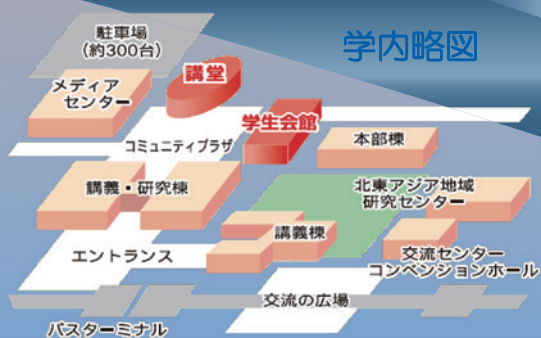 学内略図
駐車場
(約300台)
講堂
メディア
センター
学生会館
コミュニティプラザ
本部棟
講義・研究棟
北東アジア地域
研究センター
講義棟
エントランス
交流センター
コンベンションホール
交流の広場
バスターミナル